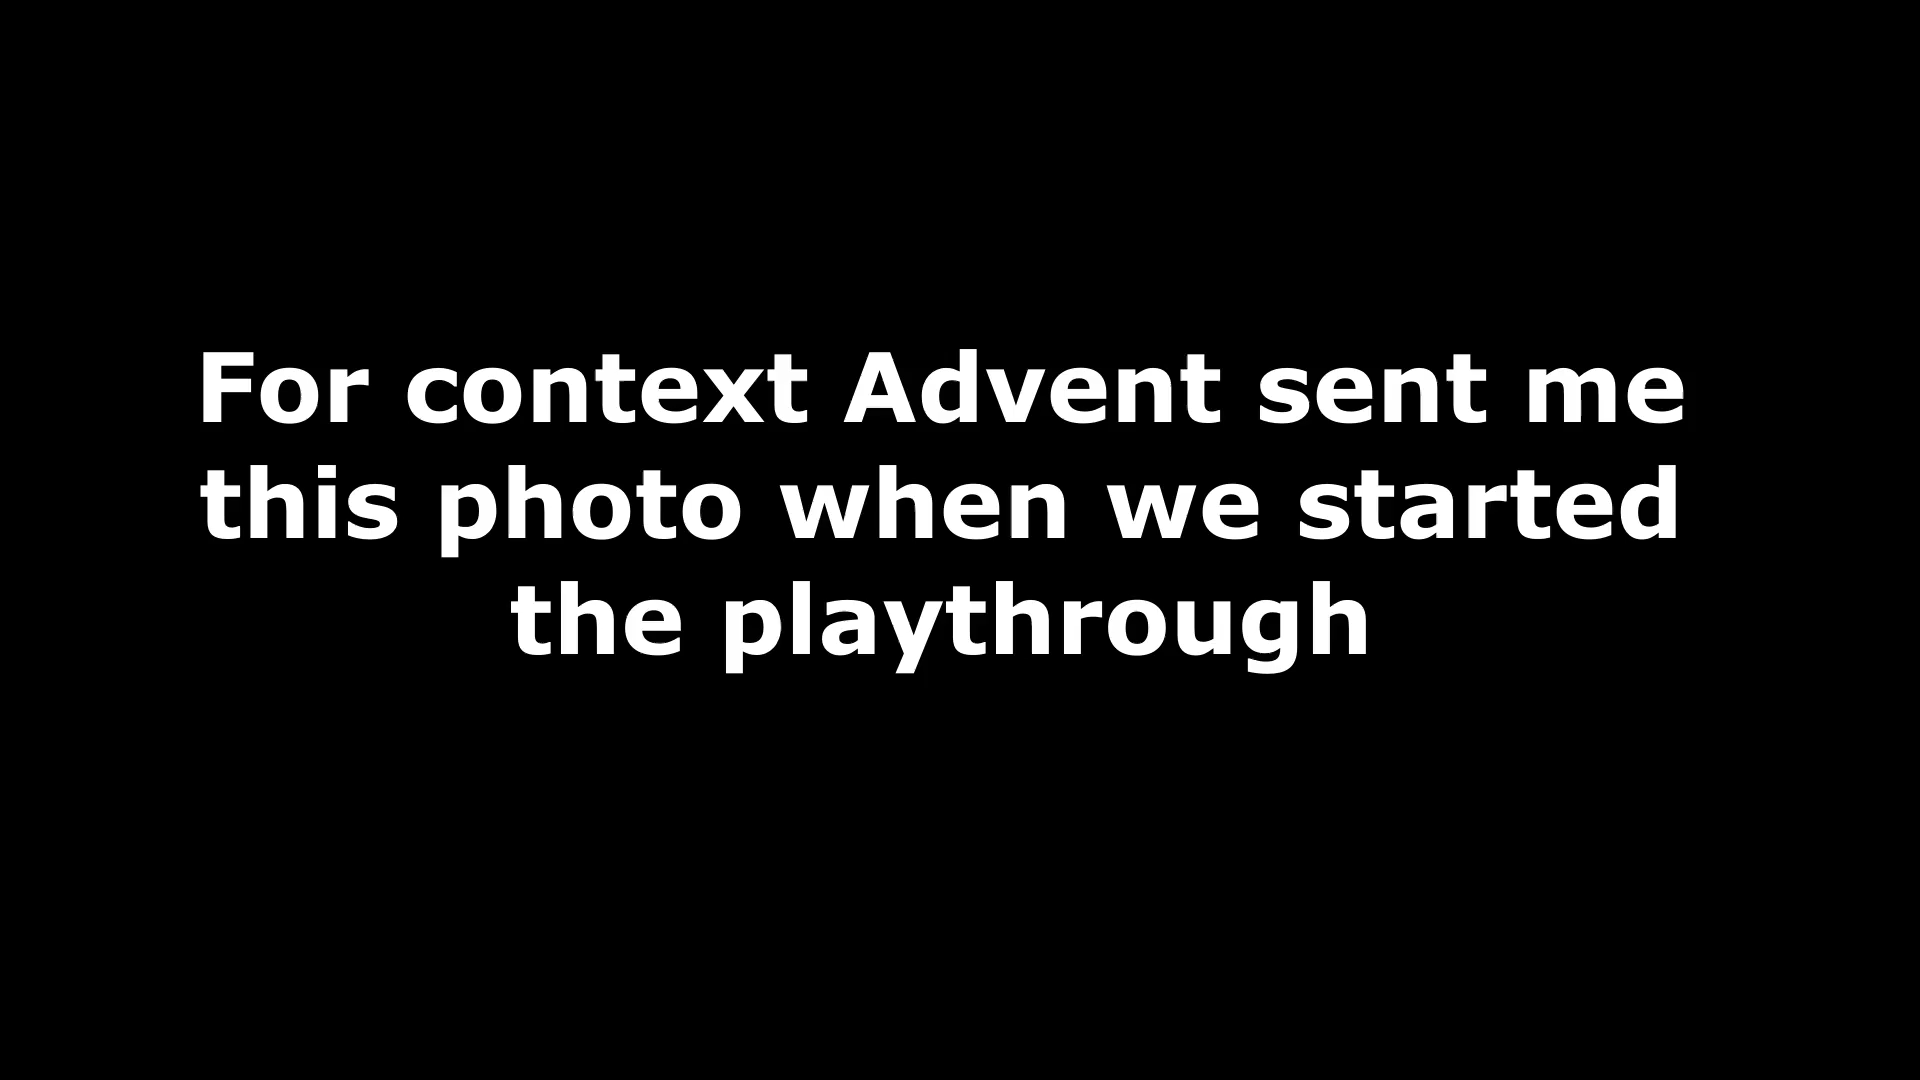 For context Advent sent me
this photo when we started
the playthrough